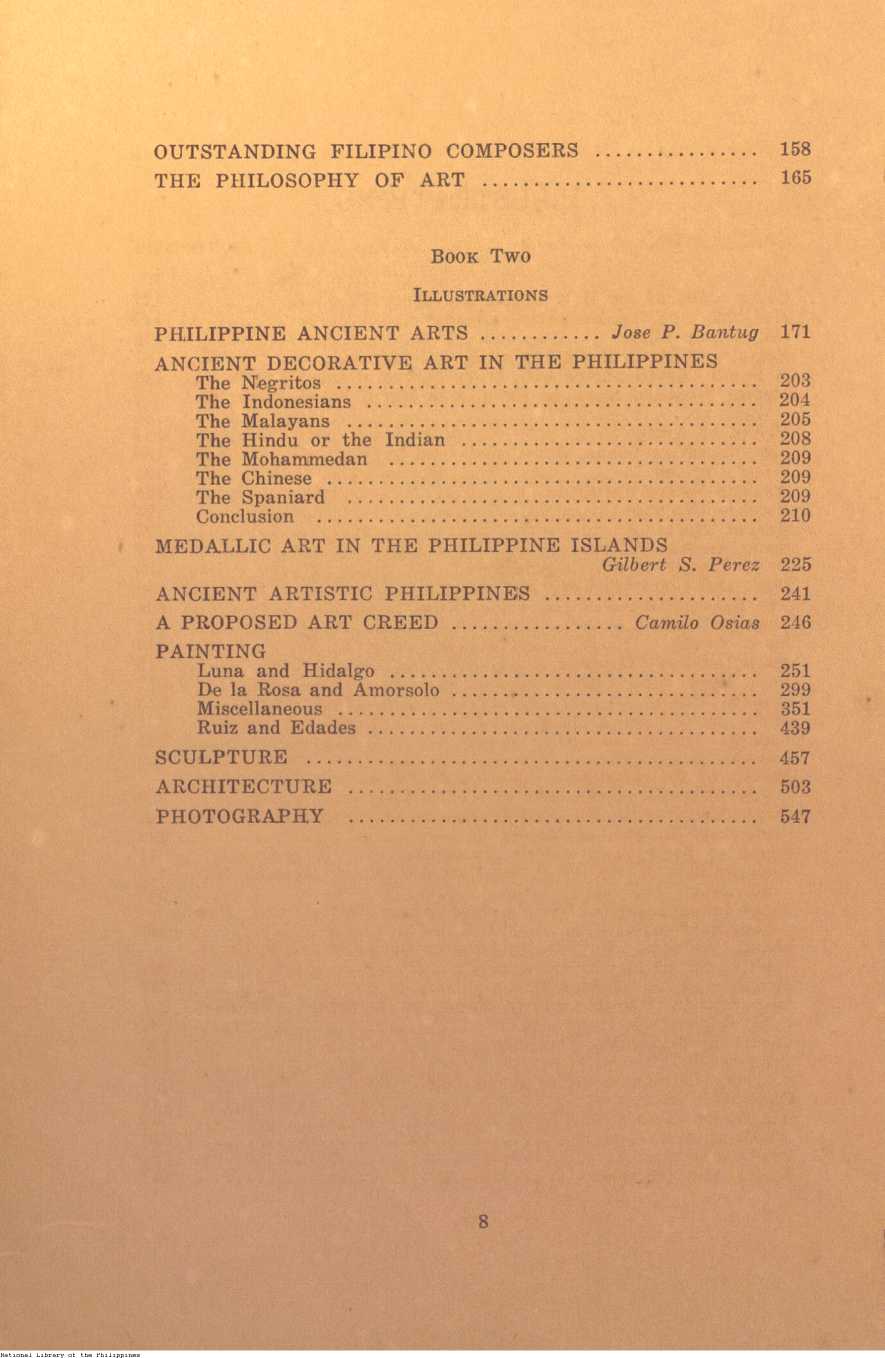 OUTSTANDING FILIPINO COMPOSERS ................ 158
THE PHILOSOPHY OF ART ........................... 165
BOOK TWO
ILLUSTRATIONS
PHILIPPINE ANCIENT ARTS ............ Jose P. Bantug 171
ANCIENT DECORATIVE ART IN THE PHILIPPINES
The Negritos ......................................... 203
The Indonesians ...................................... 204
The Malayans ........................................ 205
The Hindu or the Indian ............................. 208
The Mohammedan .................................... 209
The Chinese .......................................... 209
The Spaniard ........................................ 209
Conclusion ........................................... 210
MEDALLIC ART IN THE PHILIPPINE ISLANDS
Gilbert S. Perez 225
ANCIENT ARTISTIC PHILIPPINES ..................... 241
A PROPOSED ART CREED ................. Camilo Osias 246
PAINTING
Luna and Hidalgo .................................... 251
De la Rosa and Amorsolo .............................. 299
Miscellaneous ......................................... 351
Ruiz and Edades ...................................... 439
SCULPTURE ............................................ 457
ARCHITECTURE ........................................ 503
PHOTOGRAPHY ........................................ 547
8
National Library of the Philippines